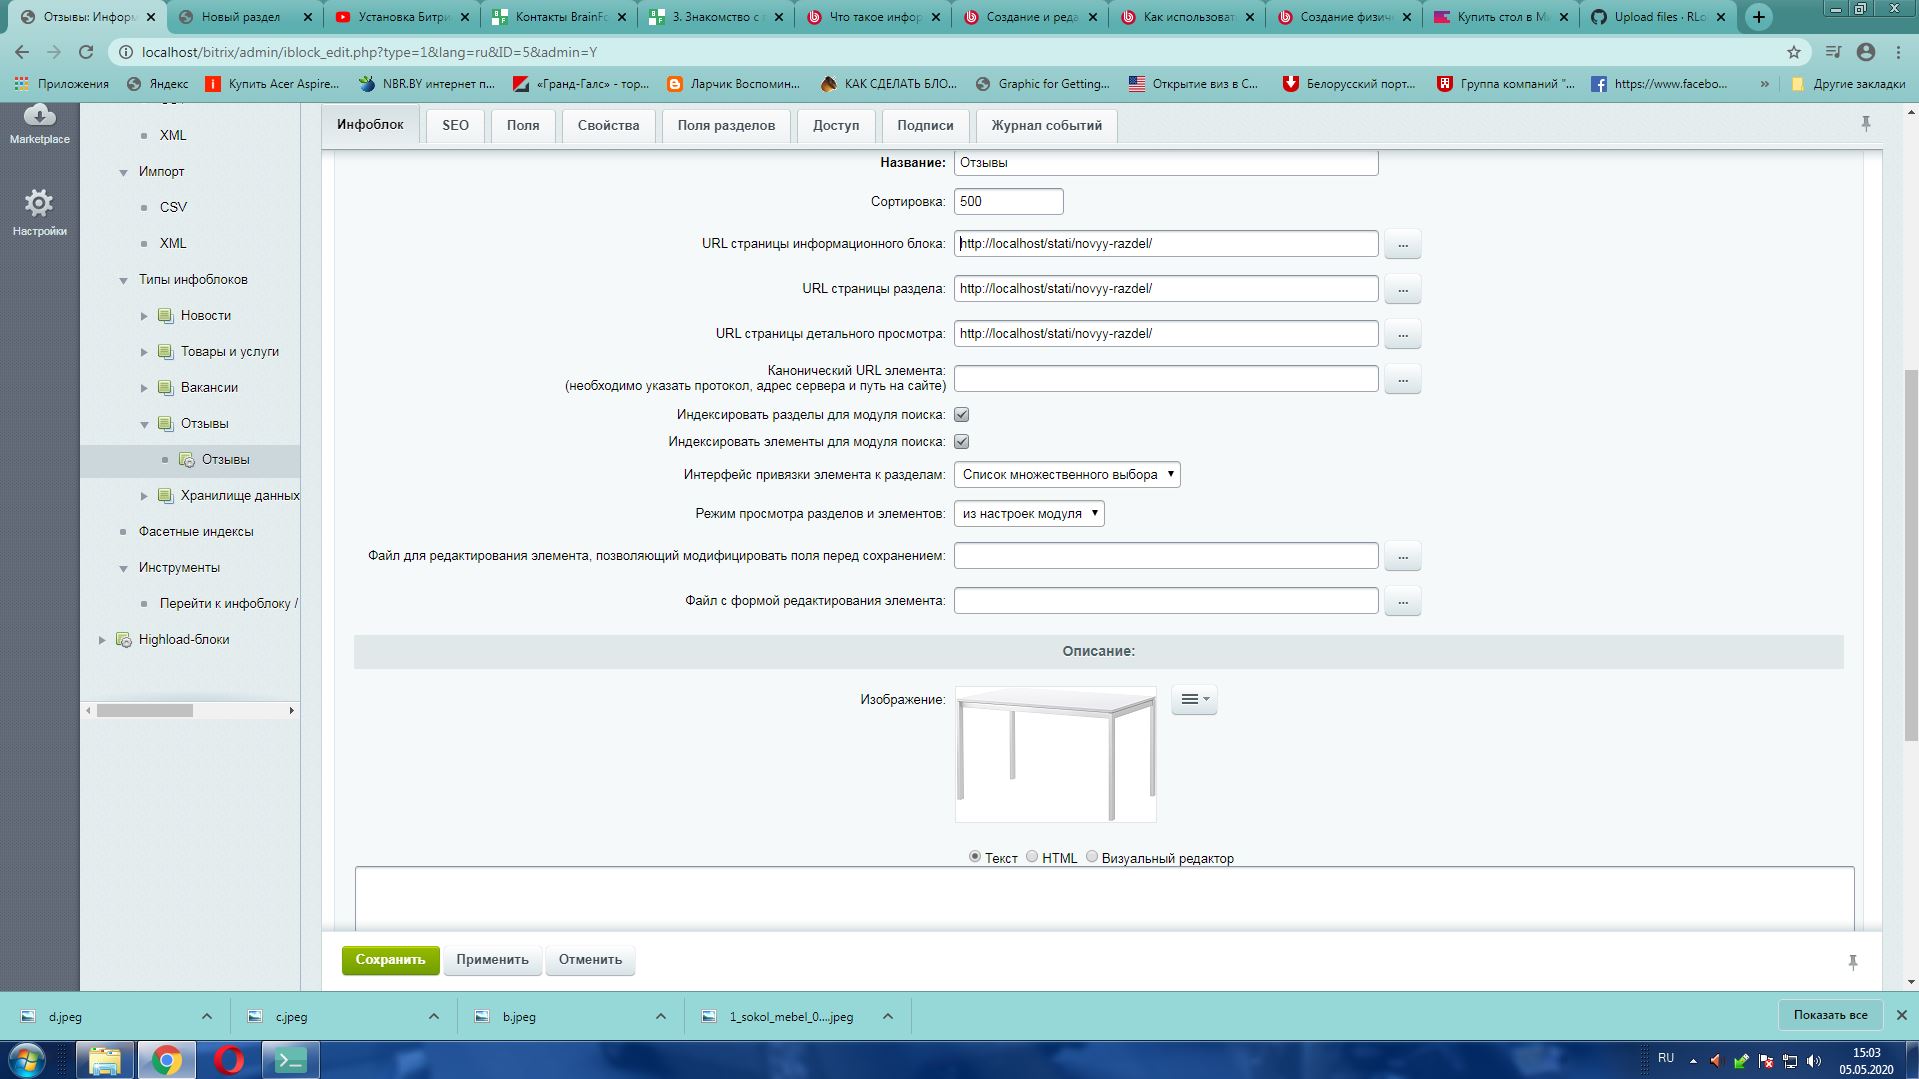 Отзывы: Информ
Новый раздел
Установка Битри
Контакты BrainFo
3. Знакомство с
Что такое инфор
Создание и реда
Как использоват
Создание физич
Купить стол в Ми
Upload files · RLo
localhost/bitrix/admin/iblock_edit.php?type=1&lang=ru&ID=5&admin=Y
Приложения
Яндекс
Купить Acer Aspire...
NBR.BY интернет п...
«Гранд-Галс» - тор...
Ларчик Воспомин...
КАК СДЕЛАТЬ БЛО...
Graphic for Getting...
Открытие виз в С...
Белорусский порт...
Группа компаний "...
https://www.facebo...
»
Другие закладки
Marketplace
Настройки
XML
Импорт
CSV
XML
Типы инфоблоков
Новости
Товары и услуги
Вакансии
Отзывы
Отзывы
Хранилище данных
Фасетные индексы
Инструменты
Перейти к инфоблоку /
Highload-блоки
Инфоблок
SEO
Поля
Свойства
Поля разделов
Доступ
Подписи
Журнал событий
Название: Отзывы
Сортировка: 500
URL страницы информационного блока: http://localhost/stati/novyy-razdel/ ...
URL страницы раздела: http://localhost/stati/novyy-razdel/ ...
URL страницы детального просмотра: http://localhost/stati/novyy-razdel/ ...
Канонический URL элемента:
(необходимо указать протокол, адрес сервера и путь на сайте) ...
Индексировать разделы для модуля поиска:
Индексировать элементы для модуля поиска:
Интерфейс привязки элемента к разделам: Список множественного выбора
Режим просмотра разделов и элементов: из настроек модуля
Файл для редактирования элемента, позволяющий модифицировать поля перед сохранением: ...
Файл с формой редактирования элемента: ...
Описание:
Изображение:
Текст HTML Визуальный редактор
Сохранить
Применить
Отменить
d.jpeg
c.jpeg
b.jpeg
1_sokol_mebel_0....jpeg
Показать все
RU
15:03
05.05.2020